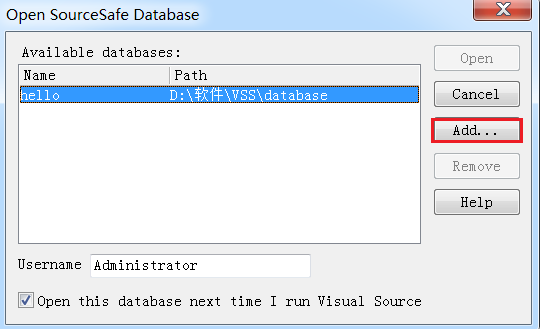 Open SourceSafe Database
Available databases:
Name Path
hello D:\软件\VSS\database
Open
Cancel
Add...
Remove
Help
Username Administrator
Open this database next time I run Visual Source